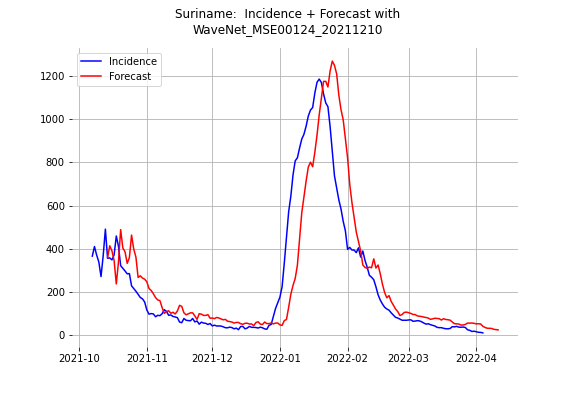 Suriname:  Incidence + Forecast with
WaveNet_MSE00124_20211210
Incidence
Forecast
1200
1000
800
600
400
200
0
2021-10 2021-11 2021-12 2022-01 2022-02 2022-03 2022-04